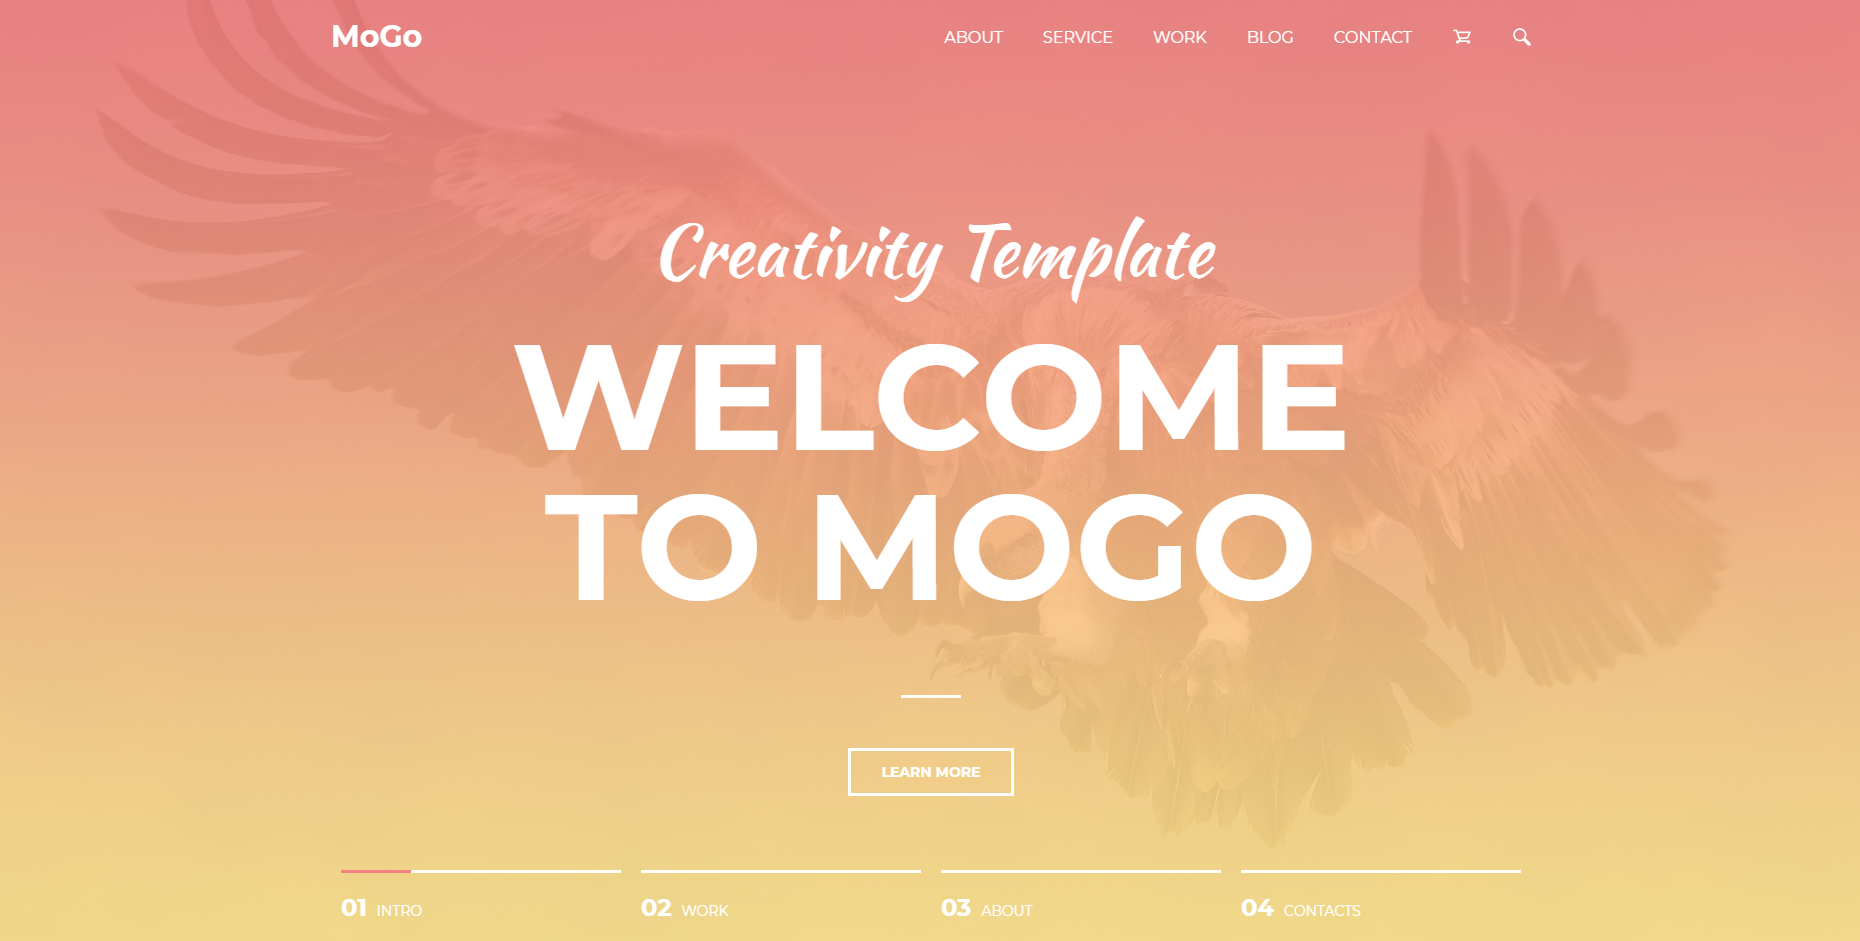 MoGo
ABOUT SERVICE WORK BLOG CONTACT
Creativity Template
WELCOME
TO MOGO
LEARN MORE
01 INTRO
02 WORK
03 ABOUT
04 CONTACTS